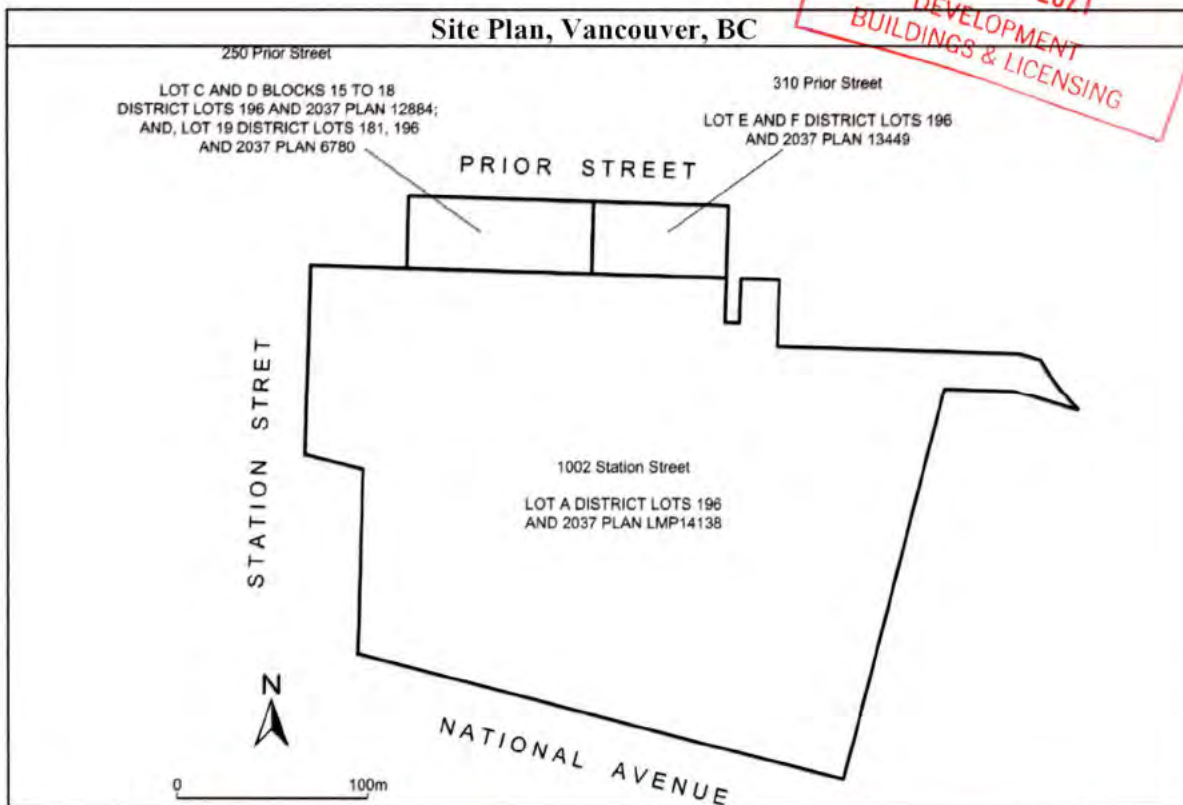 Site Plan, Vancouver, BC
2021
DEVELOPMENT
BUILDINGS & LICENSING
250 Prior Street
LOT C AND D BLOCKS 15 TO 18
DISTRICT LOTS 196 AND 2037 PLAN 12884;
AND, LOT 19 DISTRICT LOTS 181, 196
AND 2037 PLAN 6780
310 Prior Street
LOT E AND F DISTRICT LOTS 196
AND 2037 PLAN 13449
PRIOR STREET
STATION STRET
1002 Station Street
LOT A DISTRICT LOTS 196
AND 2037 PLAN LMP14138
N
NATIONAL AVENUE
0 100m